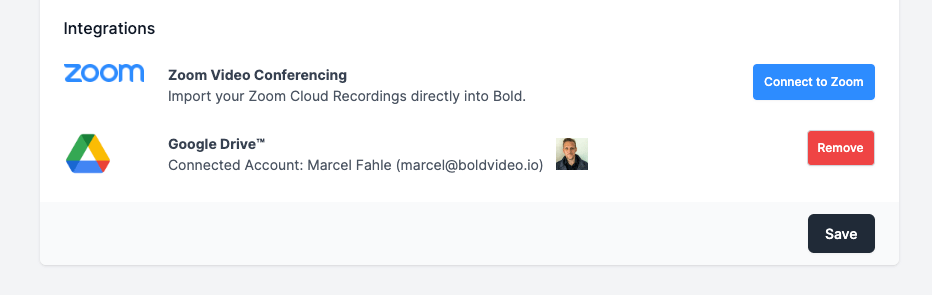 Integrations
zoom
Zoom Video Conferencing
Import your Zoom Cloud Recordings directly into Bold.
Connect to Zoom
Google Drive™
Connected Account: Marcel Fahle (marcel@boldvideo.io)
Remove
Save